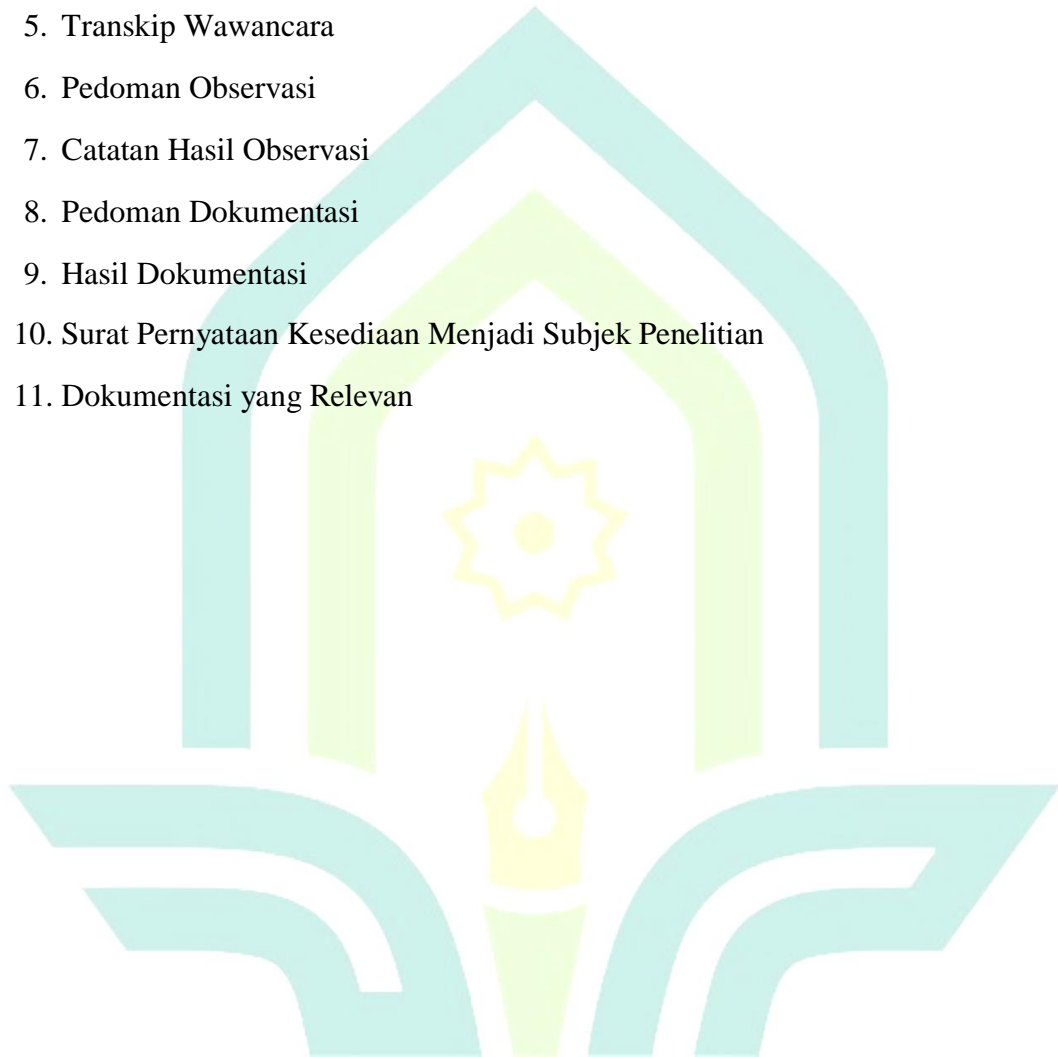 5. Transkip Wawancara
6. Pedoman Observasi
7. Catatan Hasil Observasi
8. Pedoman Dokumentasi
9. Hasil Dokumentasi
10. Surat Pernyataan Kesediaan Menjadi Subjek Penelitian
11. Dokumentasi yang Relevan